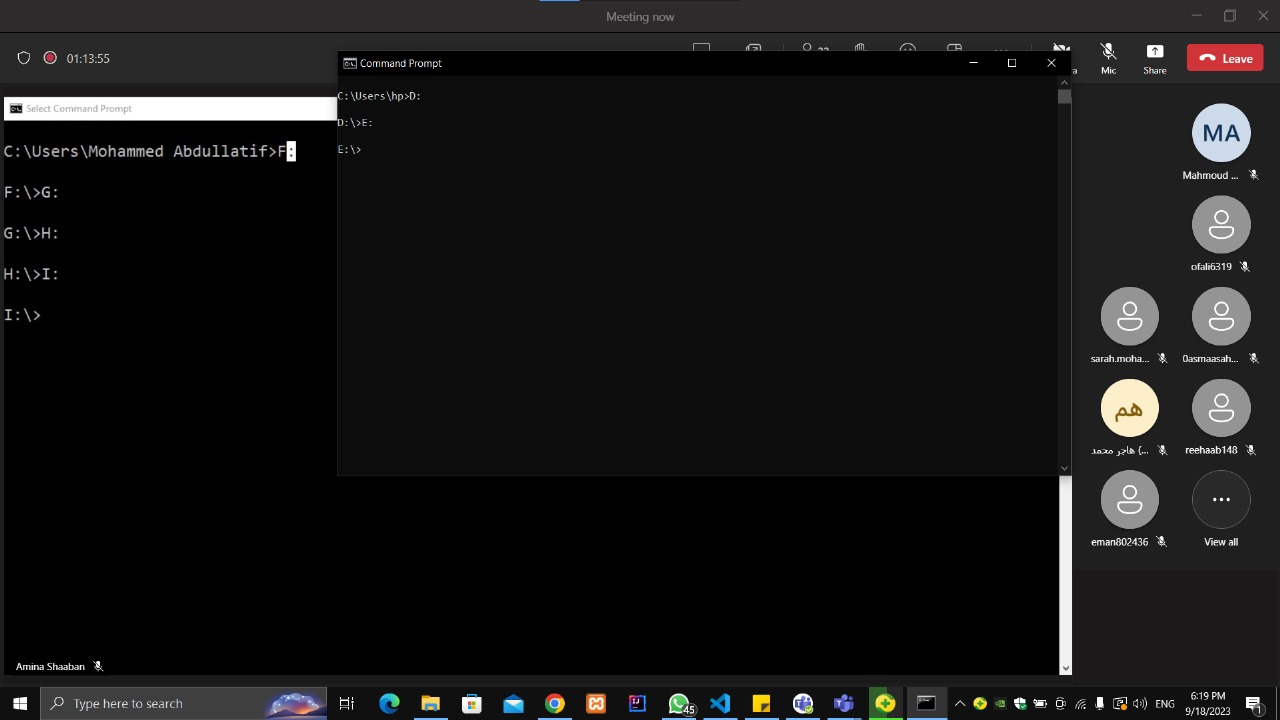 Meeting now
01:13:55
Mic
Share
Leave
Command Prompt
C:\Users\hp>D:
D:\>E:
E:\>
Select Command Prompt
C:\Users\Mohammed Abdullatif>F:
F:\>G:
G:\>H:
H:\>I:
I:\>
MA
Mahmoud ...
ofali6319
sarah.moha...
0asmaasah...
هم
هاجر محمد (...
reehaab148
eman802436
View all
Amina Shaaban
Type here to search
45
ENG
6:19 PM
9/18/2023
1